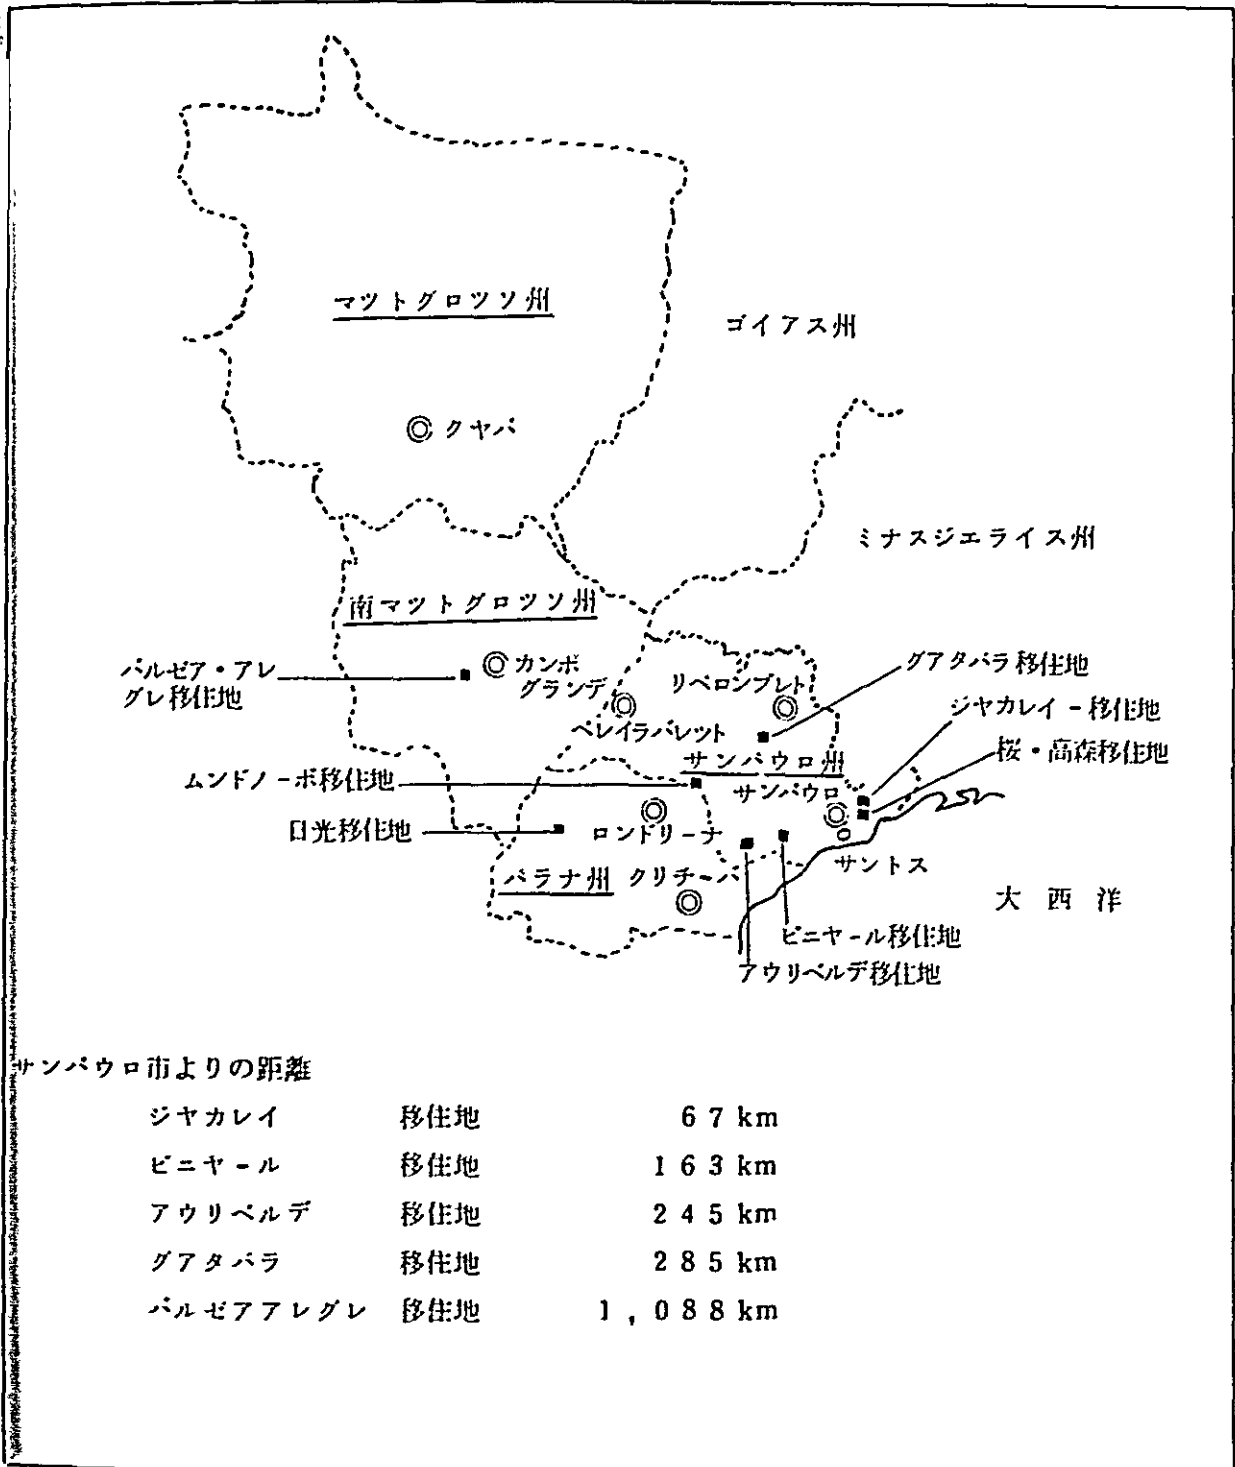 マツトグロツソ州
ゴイアス州
クヤバ
ミナスジエライス州
南マツトグロツソ州
バルゼア・アレ
グレ移住地
カンポ
グランデ
リベロンプレト
グアタパラ移住地
ペレイラバレット
ジヤカレイー移住地
サンパウロ州
桜・高森移住地
ムンドノーボ移住地
サンパウロ
日光移住地
ロンドリーナ
サントス
パラナ州
クリチーバ
大西洋
ピニヤール移住地
アウリベルデ移住地
サンパウロ市よりの距離
ジヤカレイ 移住地 67km
ピニヤール 移住地 163km
アウリベルデ 移住地 245km
グアタパラ 移住地 285km
バルゼアアレグレ 移住地 1,088km